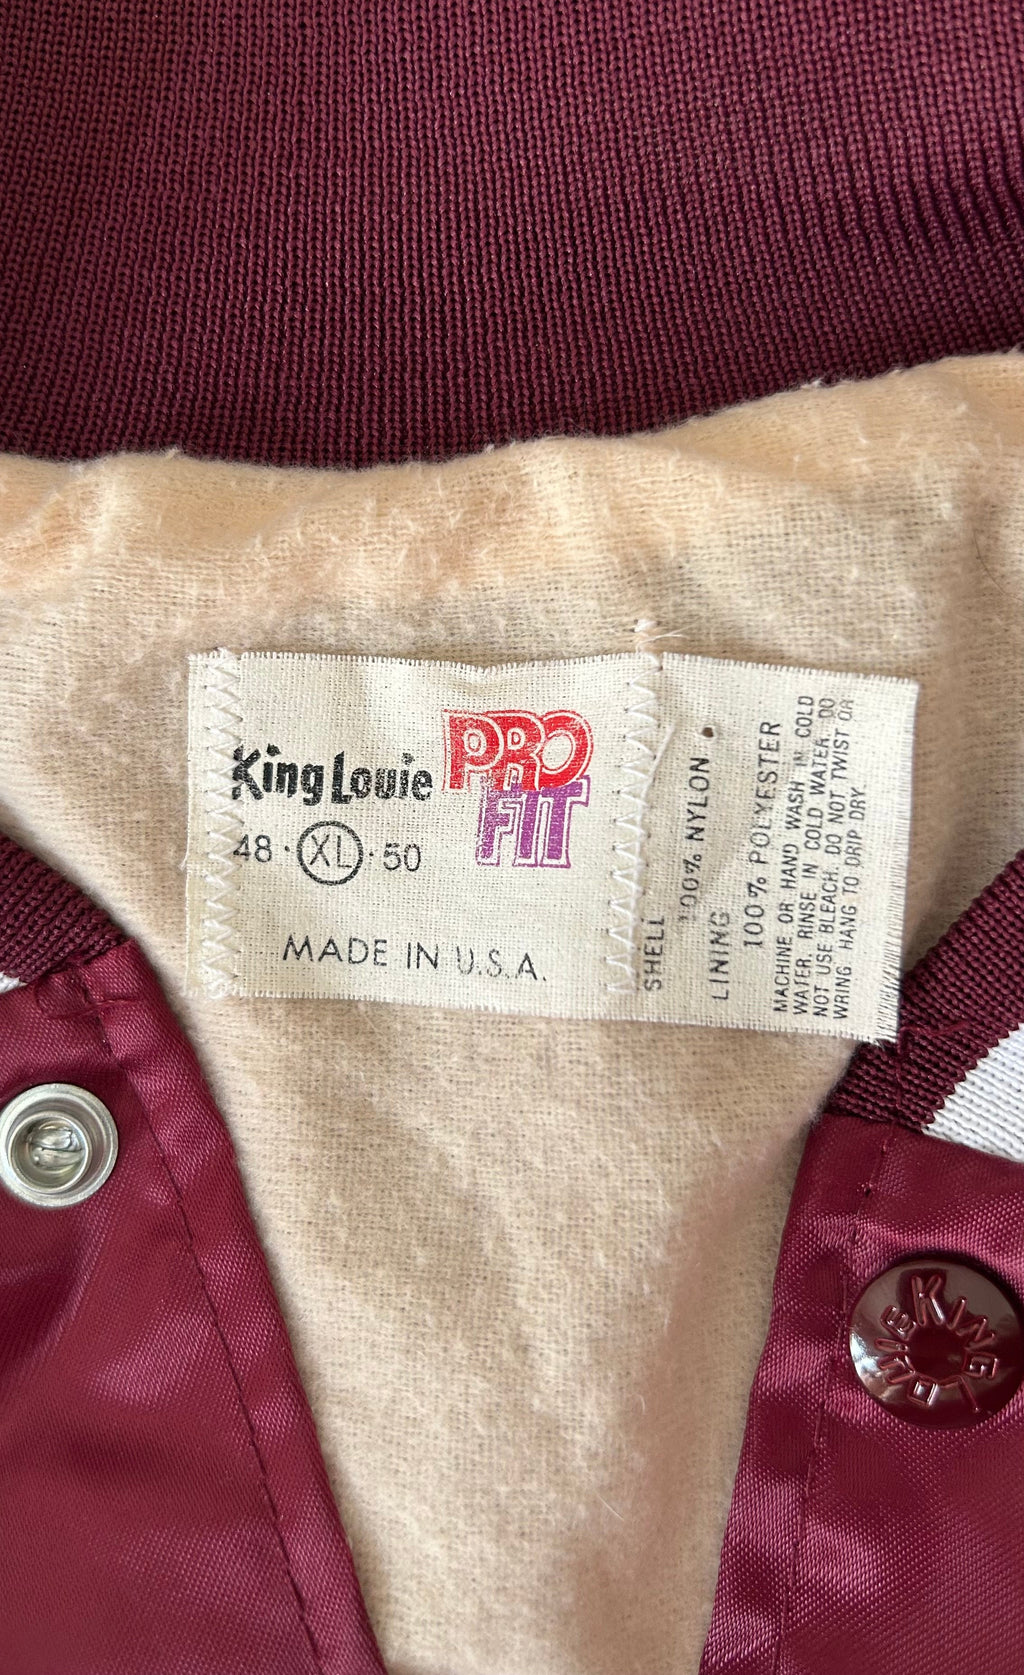 King Louie PRO
FIT
48 · XL · 50
MADE IN U.S.A.
SHELL
100% NYLON
LINING
100% POLYESTER
MACHINE OR HAND WASH IN COLD
WATER, RINSE IN COLD WATER. DO
NOT USE BLEACH. DO NOT TWIST OR
WRING. HANG TO DRIP DRY.
KING LOUIE